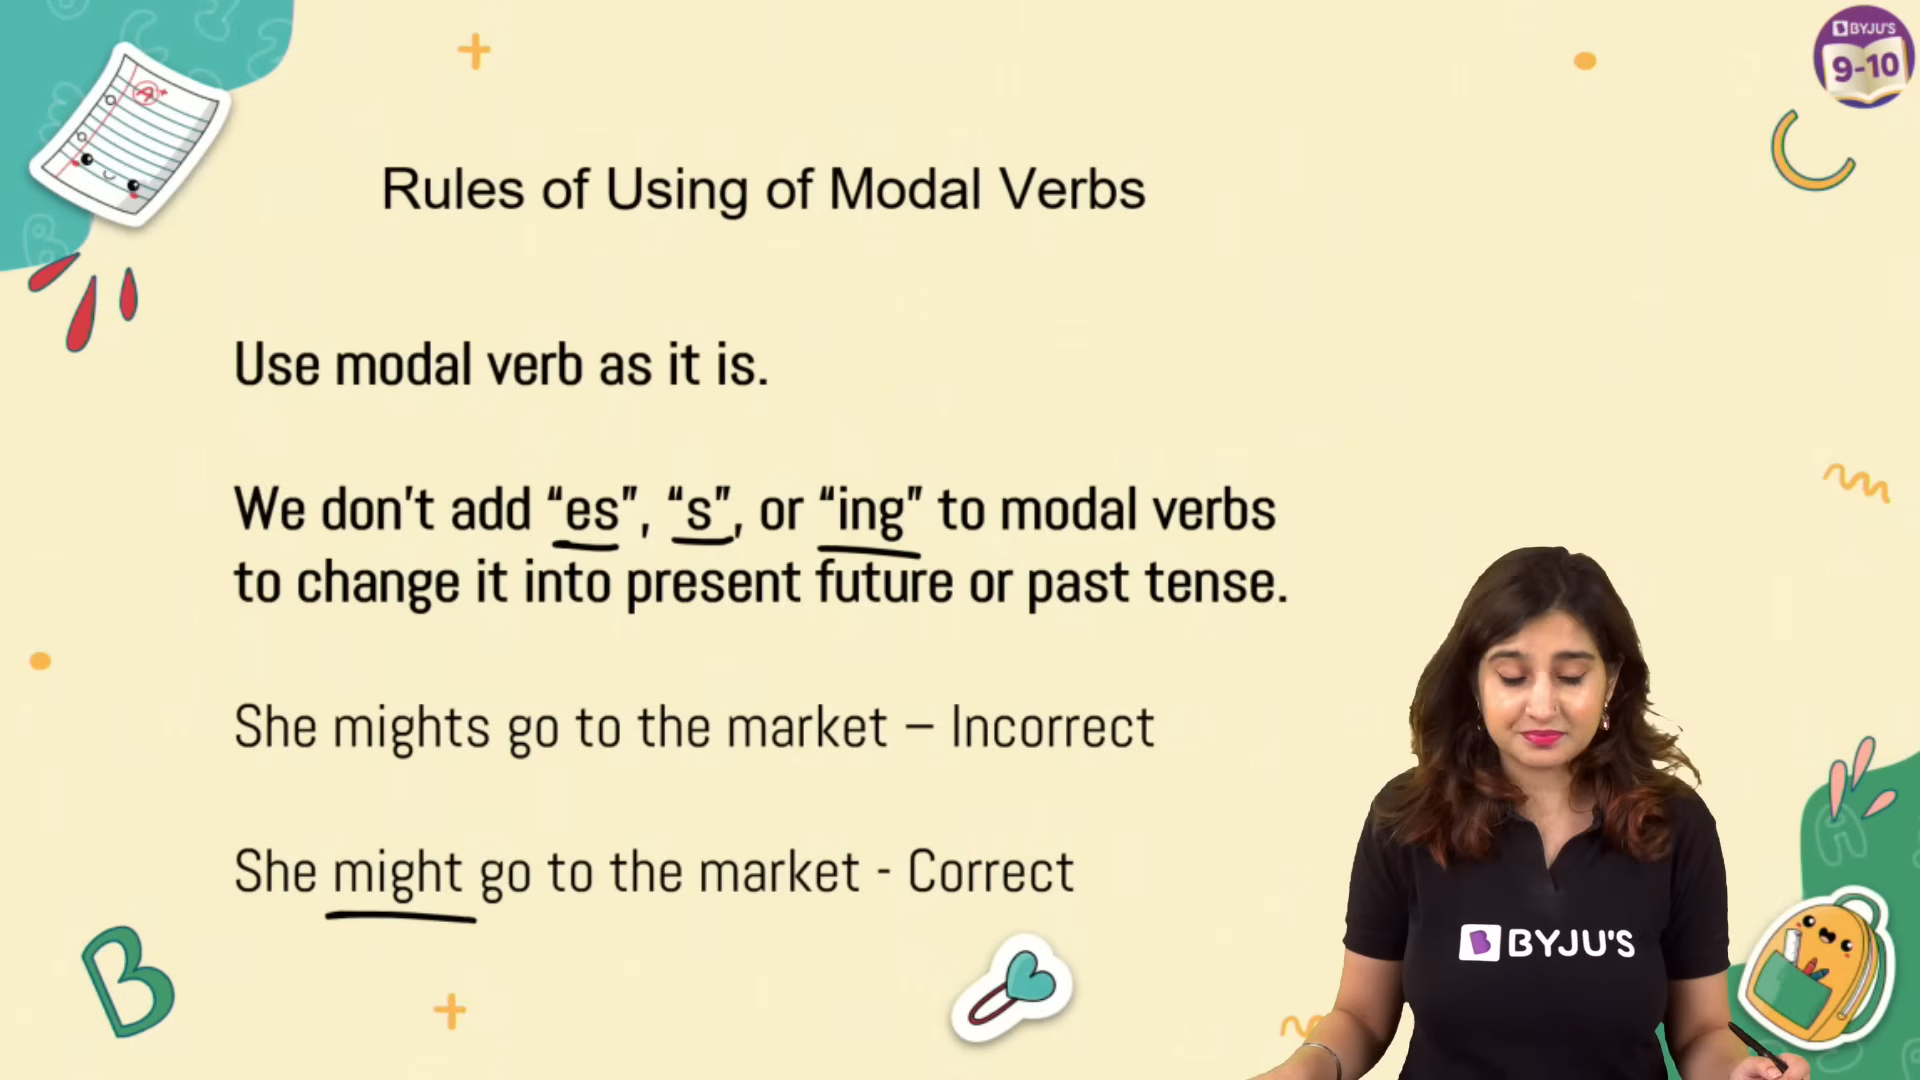 BYJU'S
9-10
A+
Rules of Using of Modal Verbs
Use modal verb as it is.
We don't add “es”, “s”, or “ing” to modal verbs
to change it into present future or past tense.
She mights go to the market – Incorrect
She might go to the market - Correct
B
BYJU'S